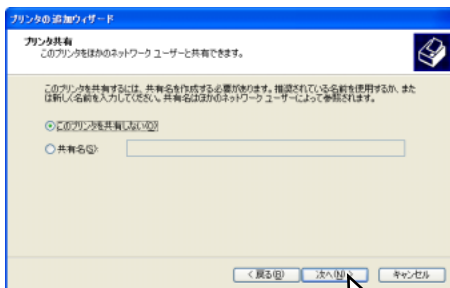 プリンタの追加ウィザード
プリンタ共有
このプリンタをほかのネットワーク ユーザーと共有できます。
このプリンタを共有するには、共有名を作成する必要があります。推奨されている名前を使用するか、また
は新しく名前を入力してください。共有名はほかのネットワーク ユーザーによって参照されます。
このプリンタを共有しない(O)
共有名(S):
< 戻る(B)
次へ(N) >
キャンセル